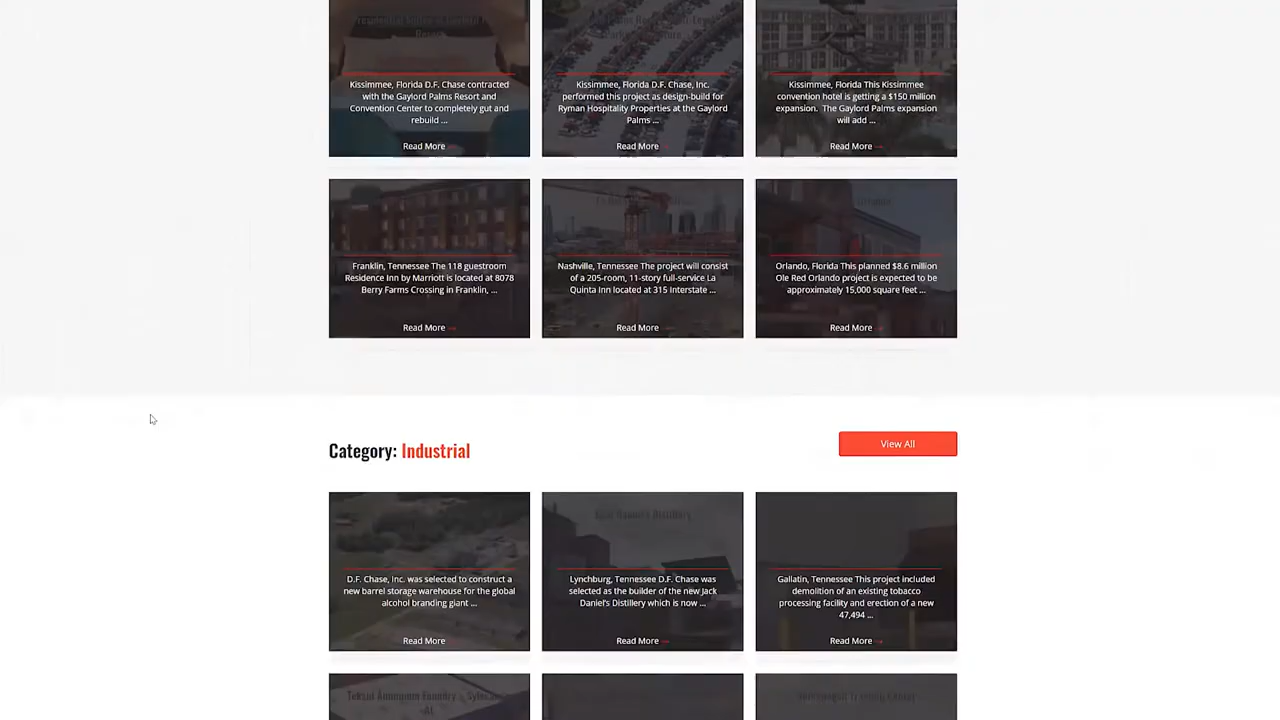 Kissimmee, Florida D.F. Chase contracted
with the Gaylord Palms Resort and
Convention Center to completely gut and
rebuild ...
Read More →
Kissimmee, Florida D.F. Chase, Inc.
performed this project as design-build for
Ryman Hospitality Properties at the Gaylord
Palms ...
Read More →
Kissimmee, Florida This Kissimmee
convention hotel is getting a $150 million
expansion. The Gaylord Palms expansion
will add ...
Read More →
Franklin, Tennessee The 118 guestroom
Residence Inn by Marriott is located at 8078
Berry Farms Crossing in Franklin, ...
Read More →
Nashville, Tennessee The project will consist
of a 205-room, 11-story full-service La
Quinta Inn located at 315 Interstate ...
Read More →
Orlando, Florida This planned $8.6 million
Ole Red Orlando project is expected to be
approximately 15,000 square feet ...
Read More →
Category: Industrial
View All
D.F. Chase, Inc. was selected to construct a
new barrel storage warehouse for the global
alcohol branding giant ...
Read More
Distillery
Lynchburg, Tennessee D.F. Chase was
selected as the builder of the new Jack
Daniel's Distillery which is now ...
Read More →
Gallatin, Tennessee This project included
demolition of an existing tobacco
processing facility and erection of a new
47,494 ...
Read More →